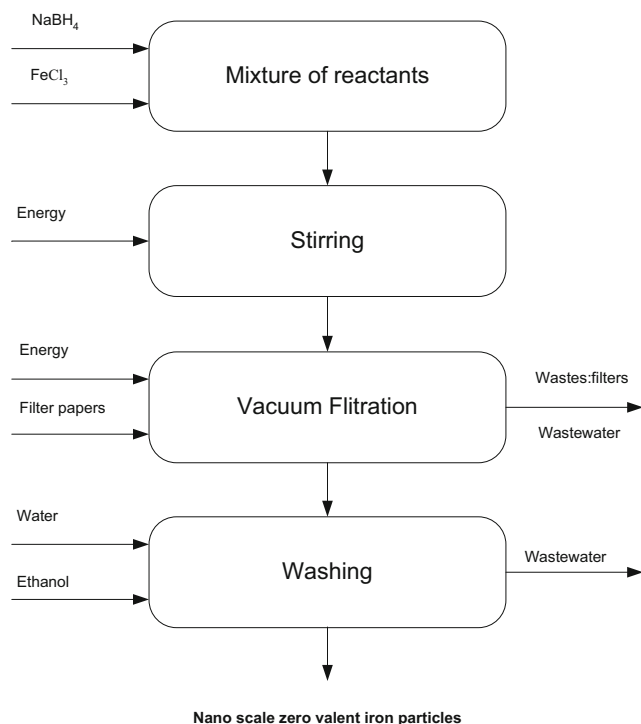 NaBH₄
FeCl₃
Mixture of reactants
Energy
Stirring
Energy
Filter papers
Vacuum Flitration
Wastes:filters
Wastewater
Water
Ethanol
Washing
Wastewater
Nano scale zero valent iron particles